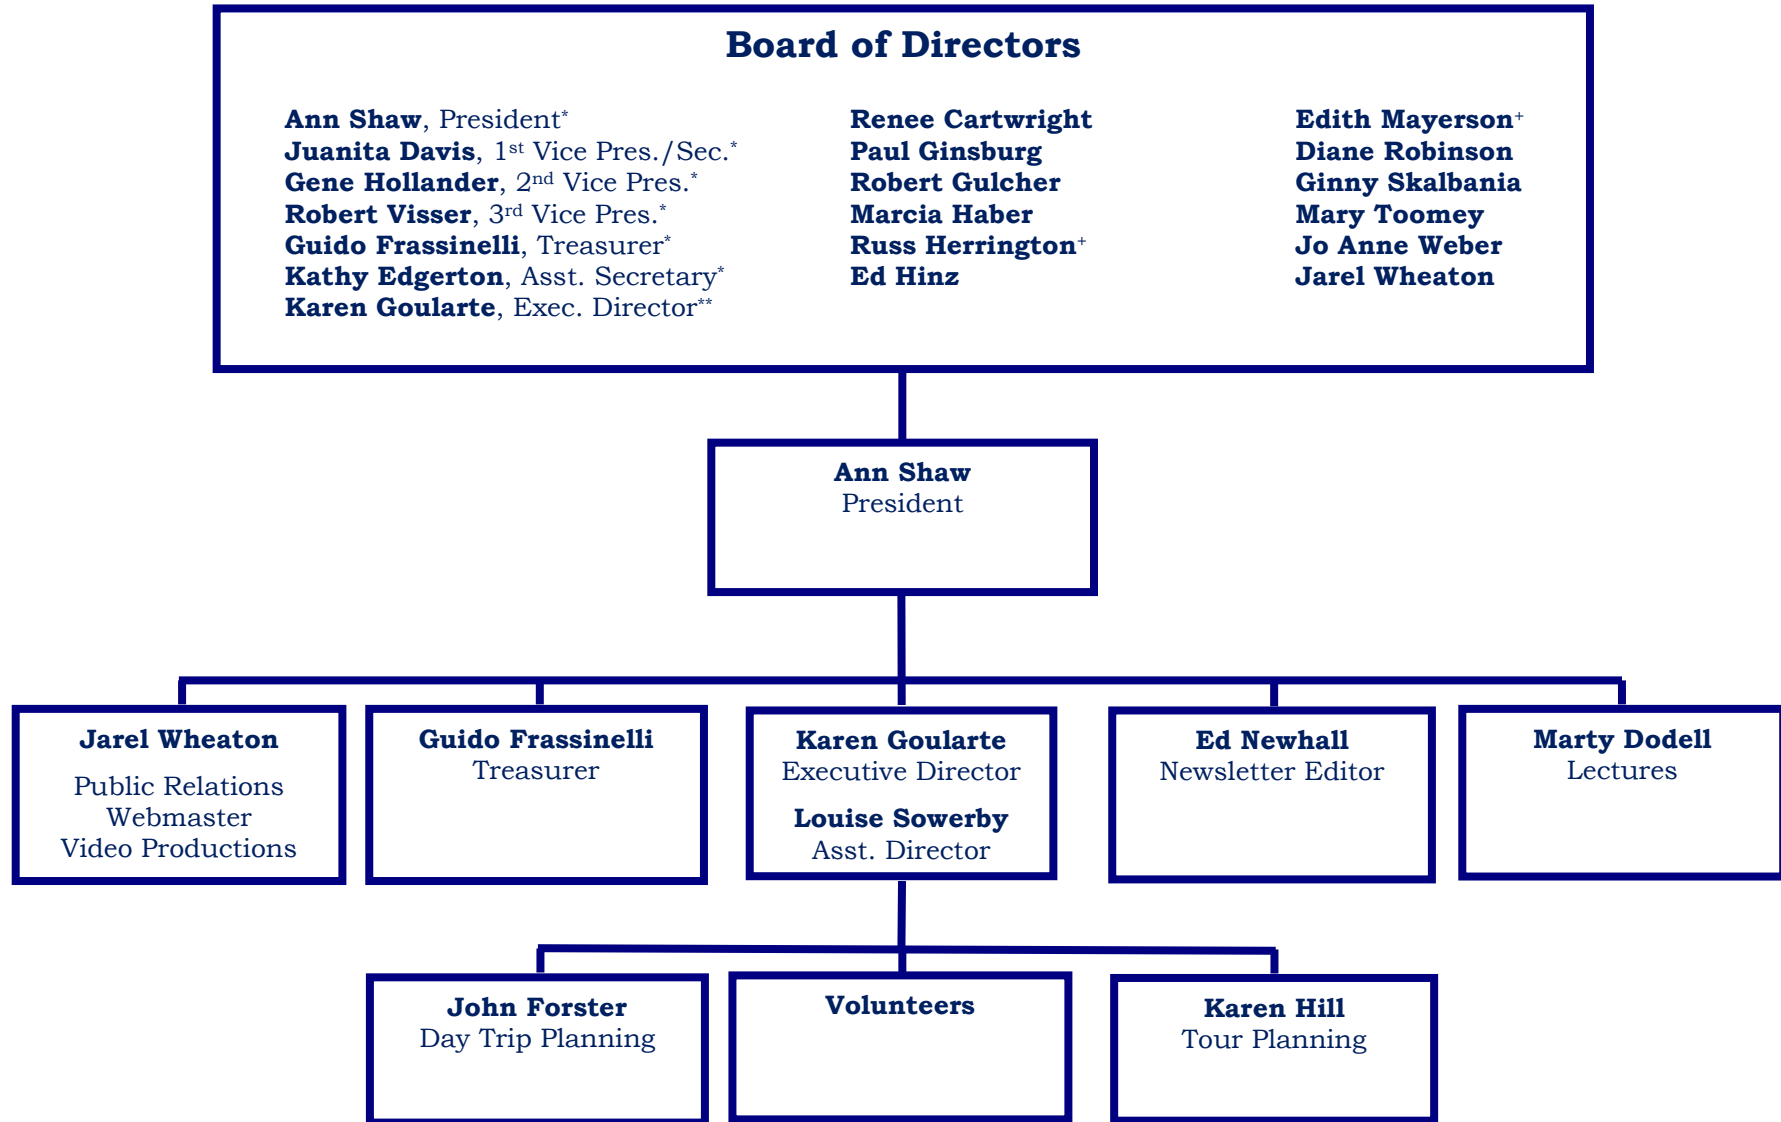 Board of Directors
Ann Shaw, President*
Juanita Davis, 1st Vice Pres./Sec.*
Gene Hollander, 2nd Vice Pres.*
Robert Visser, 3rd Vice Pres.*
Guido Frassinelli, Treasurer*
Kathy Edgerton, Asst. Secretary*
Karen Goularte, Exec. Director**
Renee Cartwright
Paul Ginsburg
Robert Gulcher
Marcia Haber
Russ Herrington+
Ed Hinz
Edith Mayerson+
Diane Robinson
Ginny Skalbania
Mary Toomey
Jo Anne Weber
Jarel Wheaton
Ann Shaw
President
Jarel Wheaton
Public Relations
Webmaster
Video Productions
Guido Frassinelli
Treasurer
Karen Goularte
Executive Director
Louise Sowerby
Asst. Director
Ed Newhall
Newsletter Editor
Marty Dodell
Lectures
John Forster
Day Trip Planning
Volunteers
Karen Hill
Tour Planning